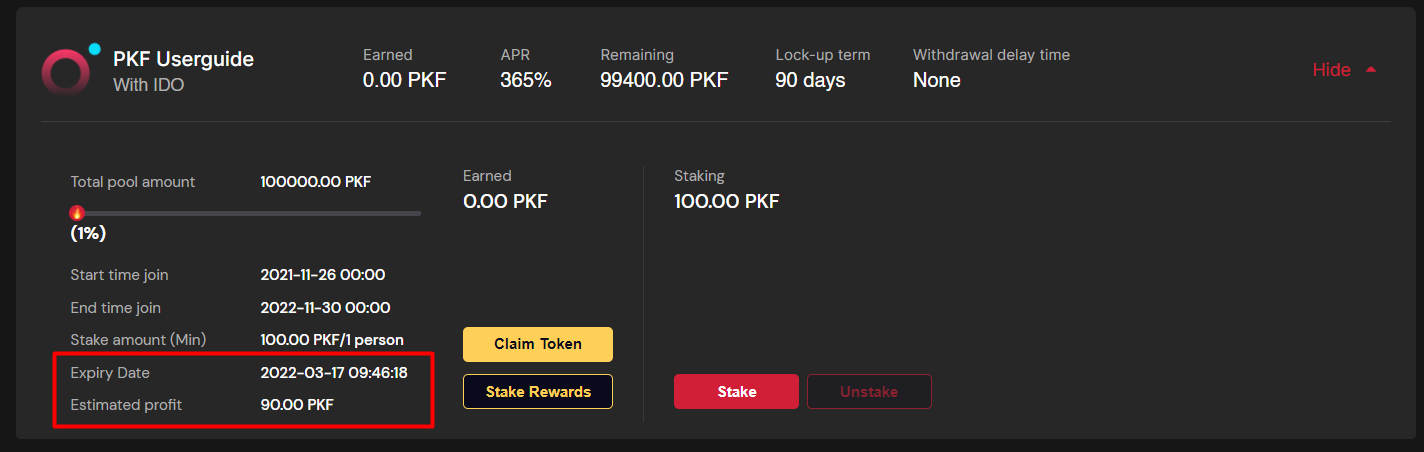 PKF Userguide
With IDO
Earned
0.00 PKF
APR
365%
Remaining
99400.00 PKF
Lock-up term
90 days
Withdrawal delay time
None
Hide
Total pool amount 100000.00 PKF
(1%)
Start time join 2021-11-26 00:00
End time join 2022-11-30 00:00
Stake amount (Min) 100.00 PKF/1 person
Expiry Date 2022-03-17 09:46:18
Estimated profit 90.00 PKF
Earned
0.00 PKF
Claim Token
Stake Rewards
Staking
100.00 PKF
Stake
Unstake